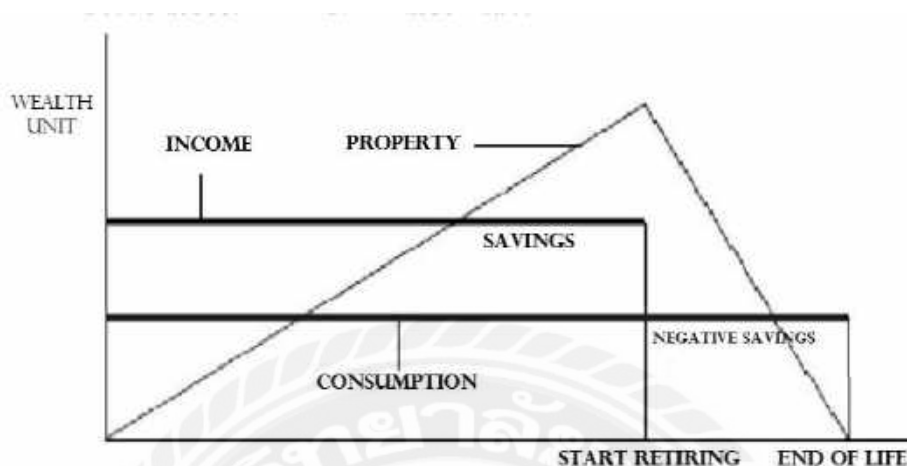 WEALTH
UNIT
INCOME
PROPERTY
SAVINGS
NEGATIVE SAVINGS
CONSUMPTION
START RETIRING
END OF LIFE